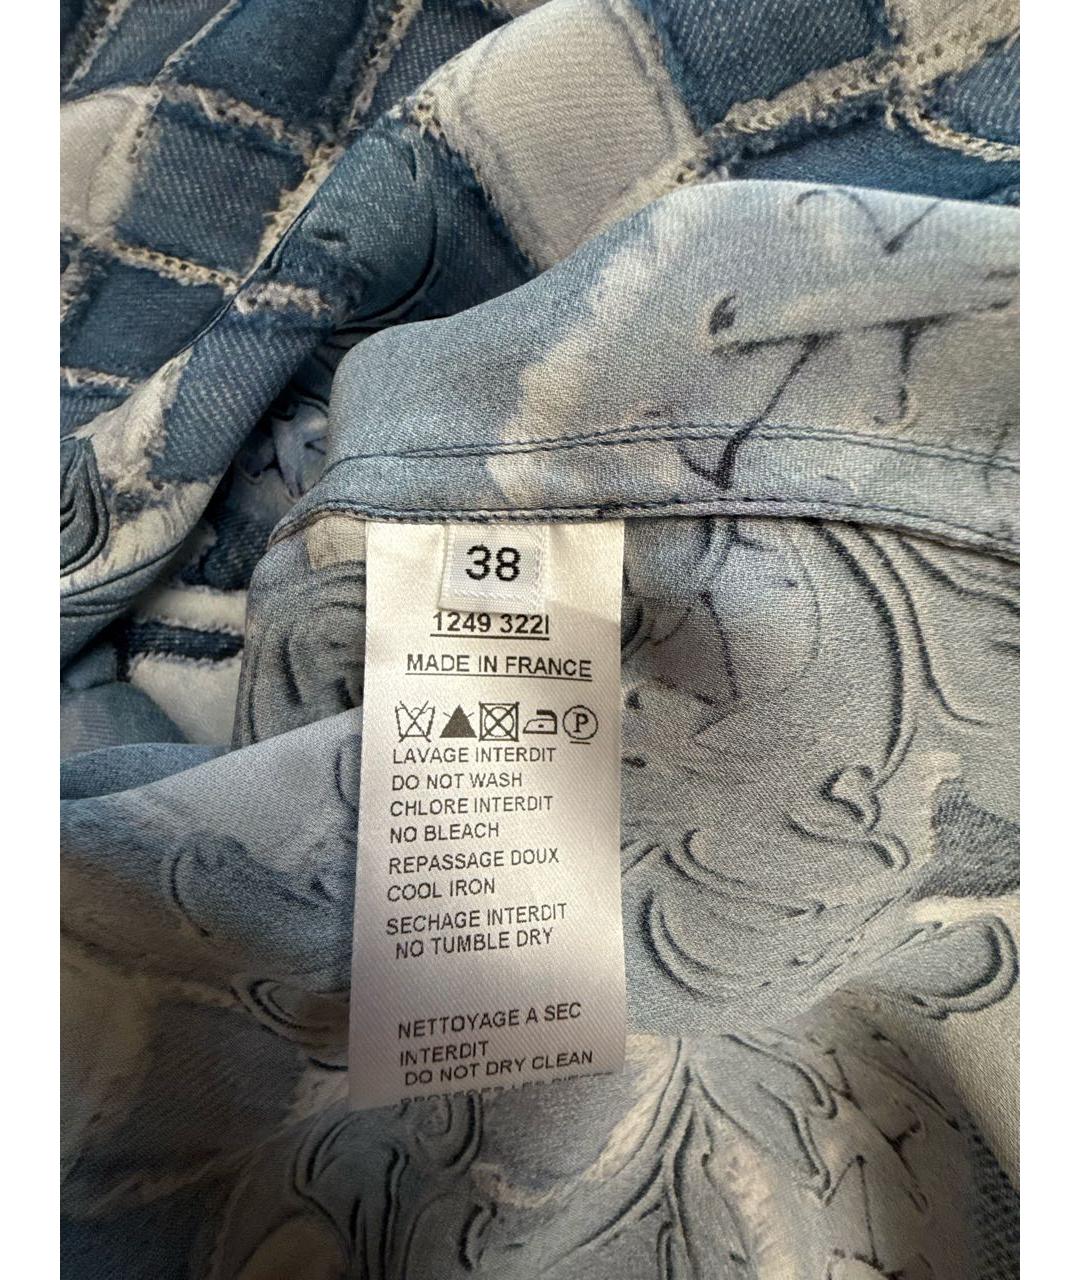 38
1249 322I
MADE IN FRANCE
P
LAVAGE INTERDIT
DO NOT WASH
CHLORE INTERDIT
NO BLEACH
REPASSAGE DOUX
COOL IRON
SECHAGE INTERDIT
NO TUMBLE DRY
NETTOYAGE A SEC
INTERDIT
DO NOT DRY CLEAN